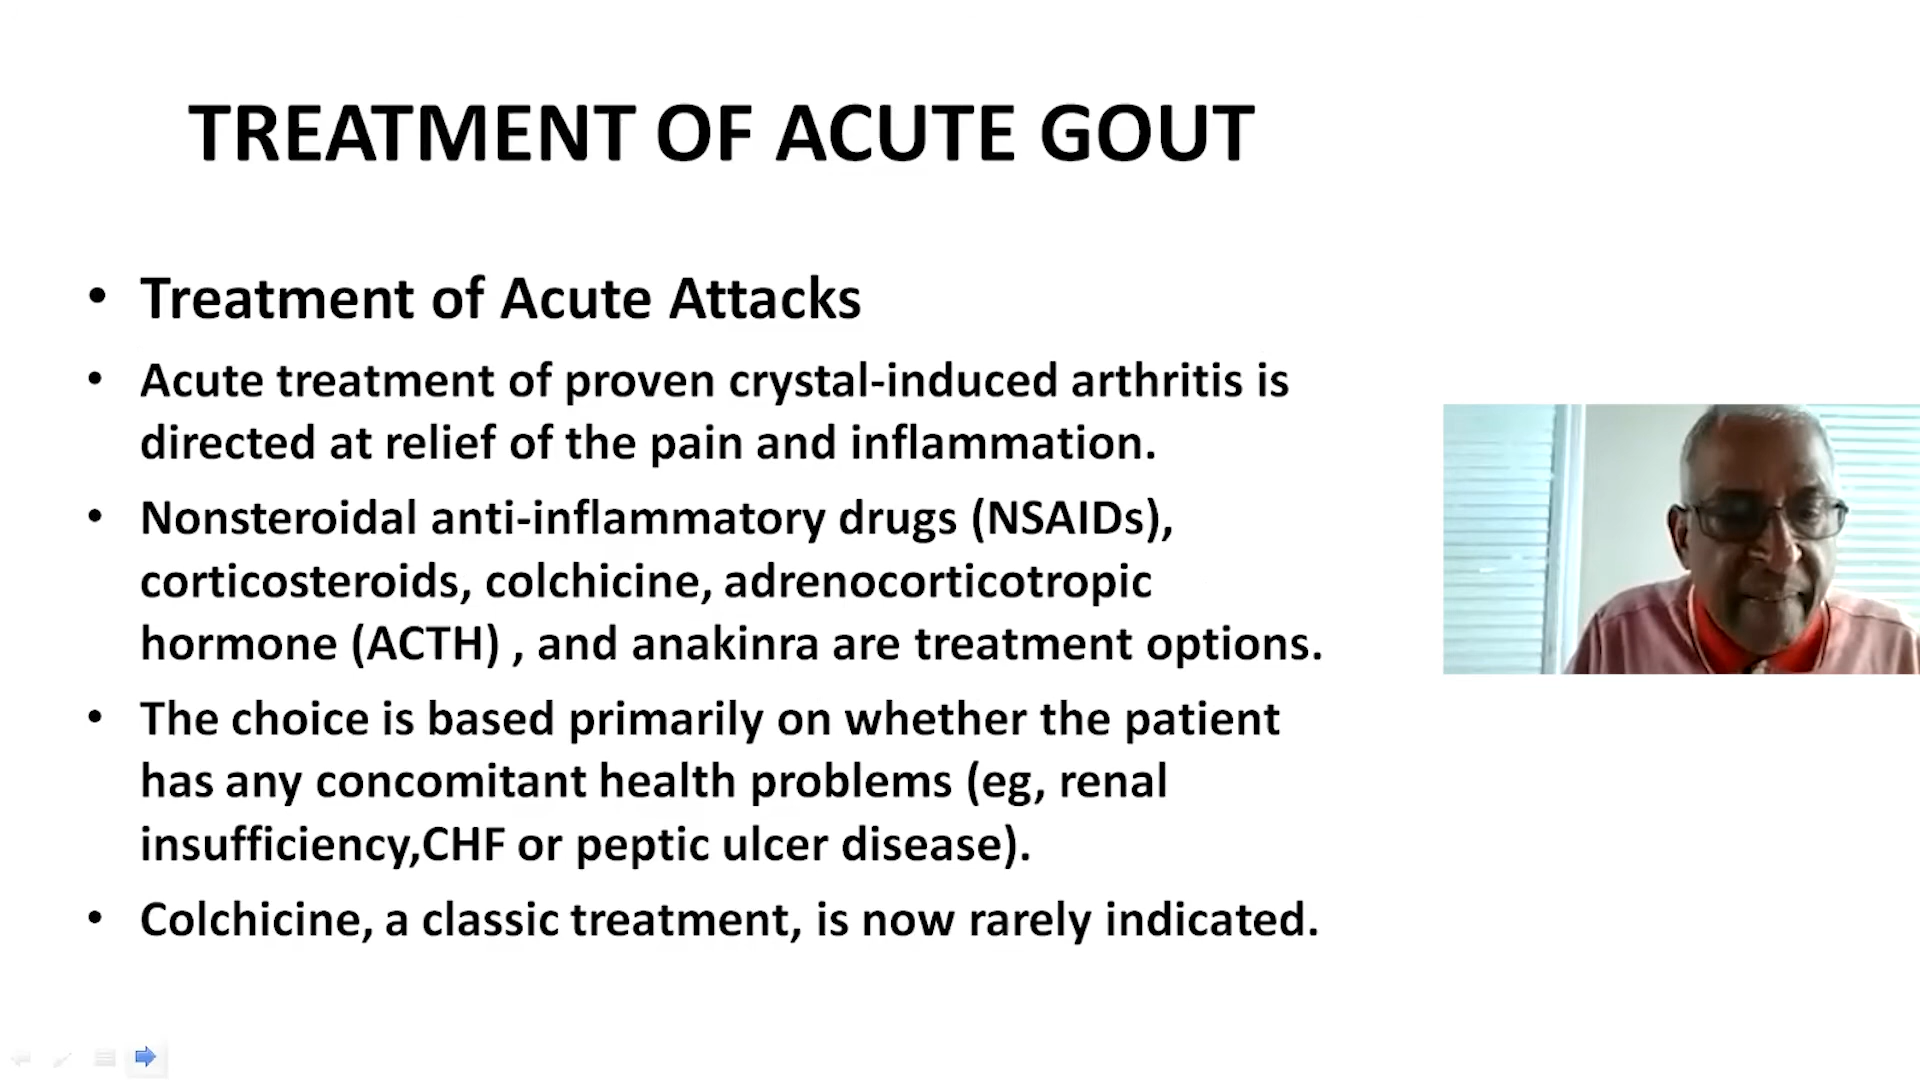 TREATMENT OF ACUTE GOUT
• Treatment of Acute Attacks
• Acute treatment of proven crystal-induced arthritis is
directed at relief of the pain and inflammation.
• Nonsteroidal anti-inflammatory drugs (NSAIDs),
corticosteroids, colchicine, adrenocorticotropic
hormone (ACTH) , and anakinra are treatment options.
• The choice is based primarily on whether the patient
has any concomitant health problems (eg, renal
insufficiency,CHF or peptic ulcer disease).
• Colchicine, a classic treatment, is now rarely indicated.